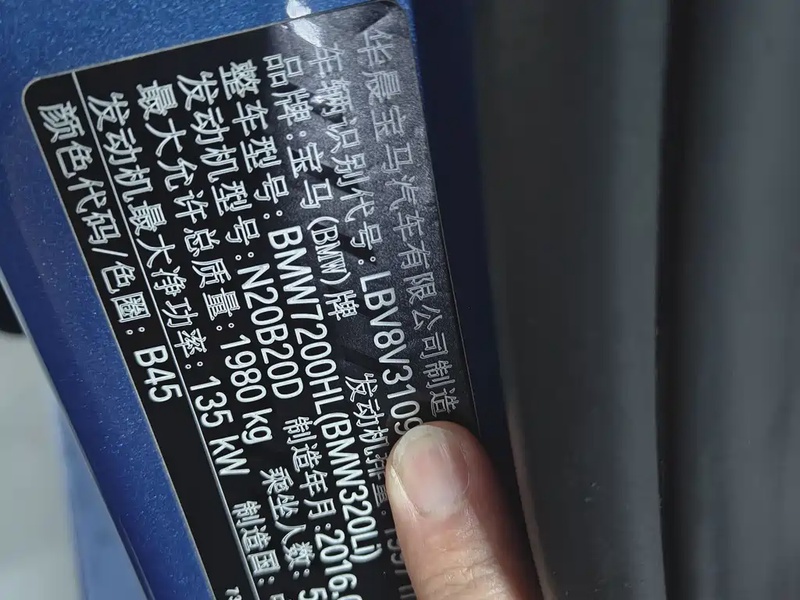 华晨宝马汽车有限公司制造
车辆识别代号:LBV8V3109
品牌:宝马(BMW)牌 发动机排量:
整车型号:BMW7200HL(BMW320Li)
发动机型号:N20B20D 制造年月:2016.
最大允许总质量:1980 kg 乘坐人数:5
发动机最大净功率:135 kW 制造国:
颜色代码/色圈:B45